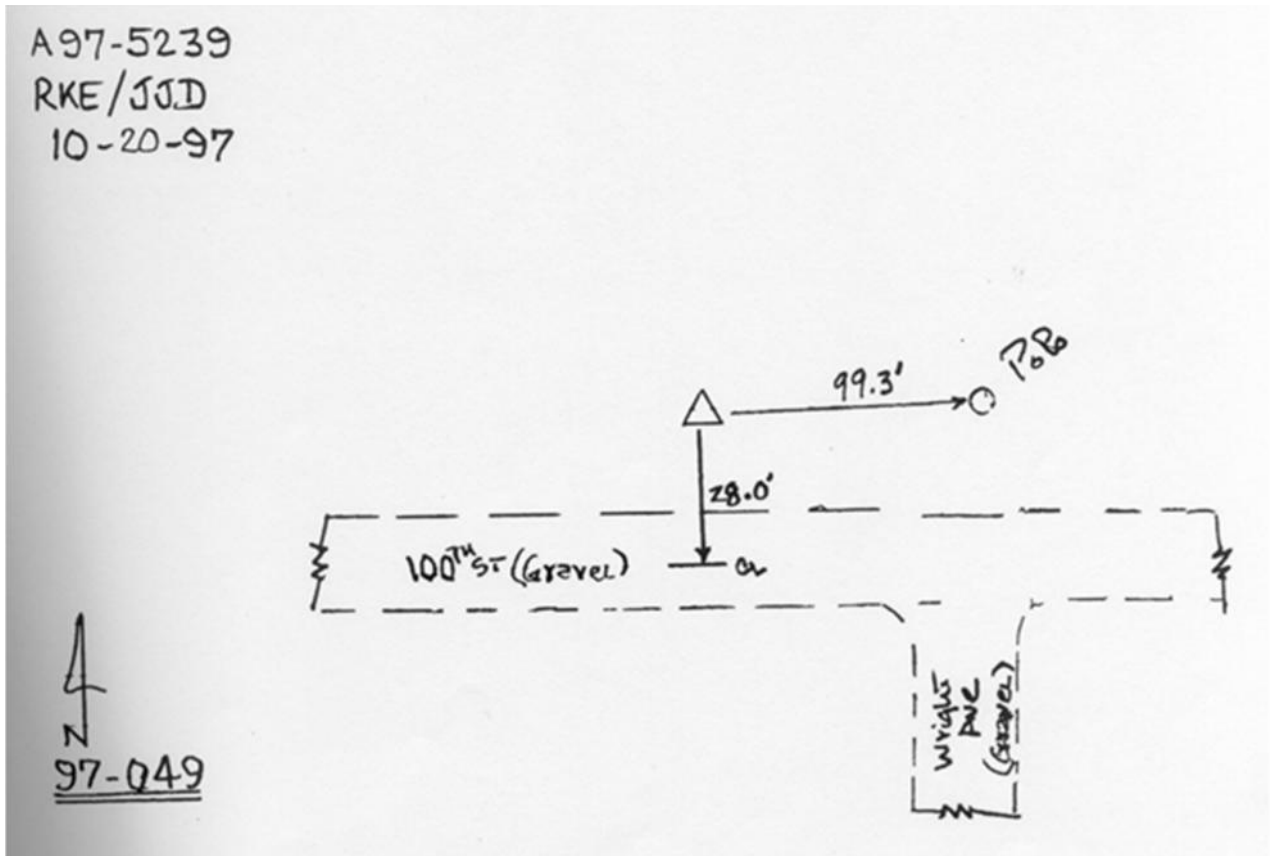 A97-5239
RKE/JJD
10-20-97
P.P.
99.3'
28.0'
100TH ST (Gravel)
CL
Wright
Ave
(Gravel)
N
97-049